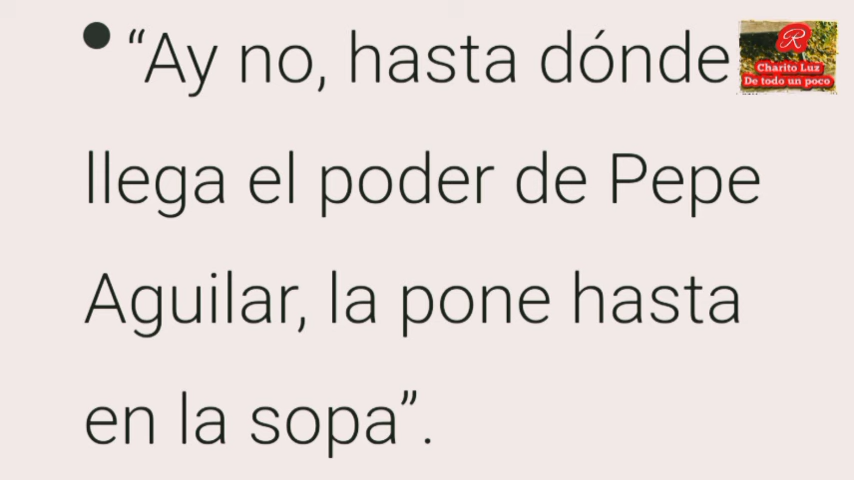 “Ay no, hasta dónde
llega el poder de Pepe
Aguilar, la pone hasta
en la sopa”.
R
Charito Luz
De todo un poco